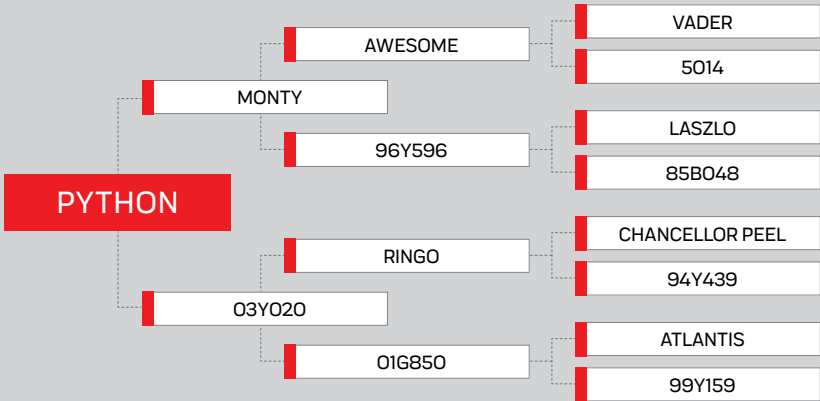 PYTHON
MONTY
03Y020
AWESOME
96Y596
RINGO
01G850
VADER
5014
LASZLO
85B048
CHANCELLOR PEEL
94Y439
ATLANTIS
99Y159